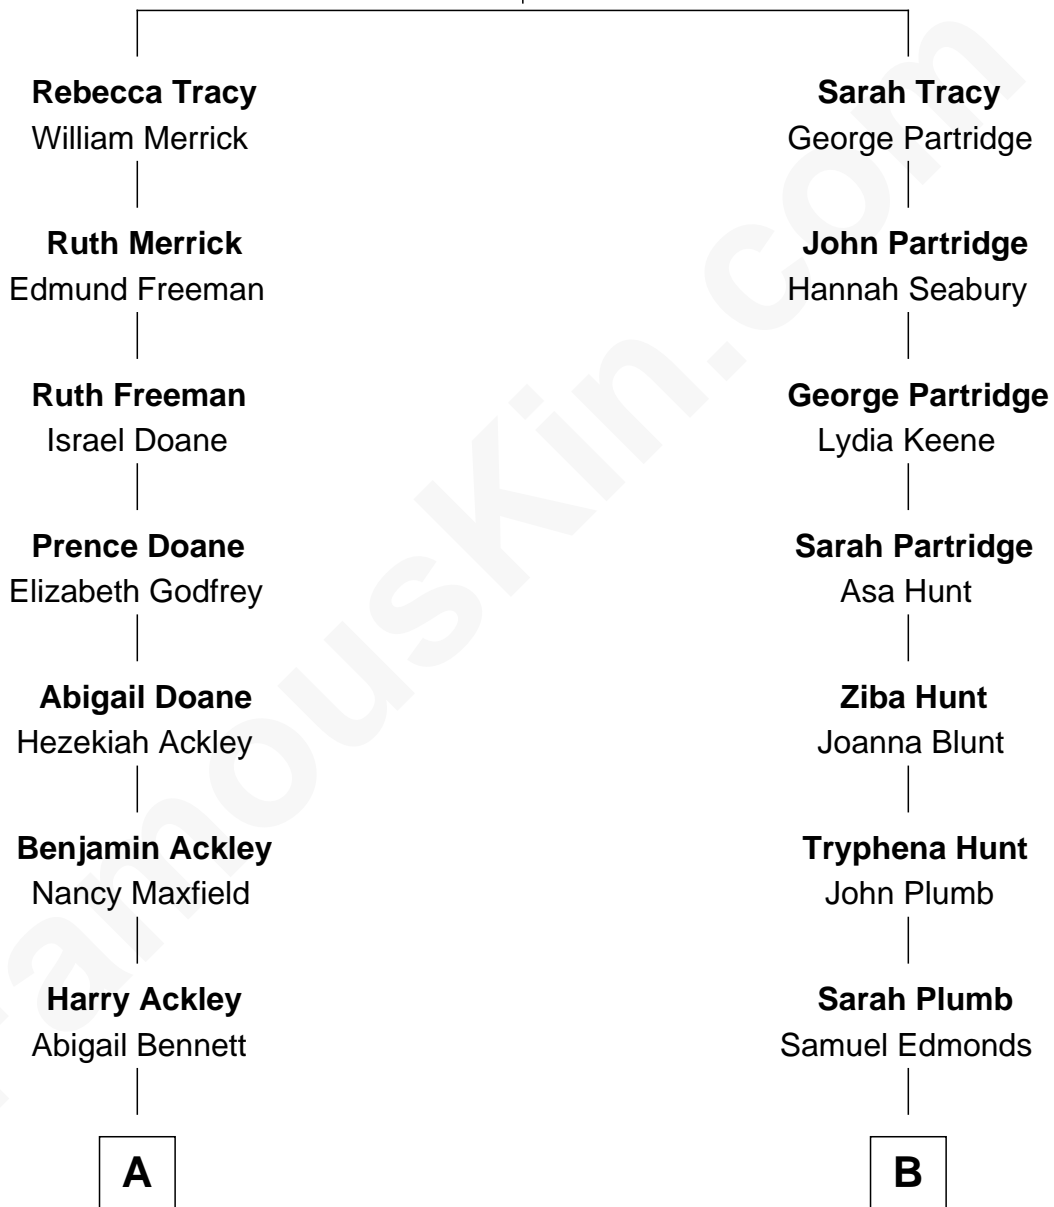 Rebecca Tracy
William Merrick
Ruth Merrick
Edmund Freeman
Ruth Freeman
Israel Doane
Prence Doane
Elizabeth Godfrey
Abigail Doane
Hezekiah Ackley
Benjamin Ackley
Nancy Maxfield
Harry Ackley
Abigail Bennett
A
Sarah Tracy
George Partridge
John Partridge
Hannah Seabury
George Partridge
Lydia Keene
Sarah Partridge
Asa Hunt
Ziba Hunt
Joanna Blunt
Tryphena Hunt
John Plumb
Sarah Plumb
Samuel Edmonds
B
FamousKin.com